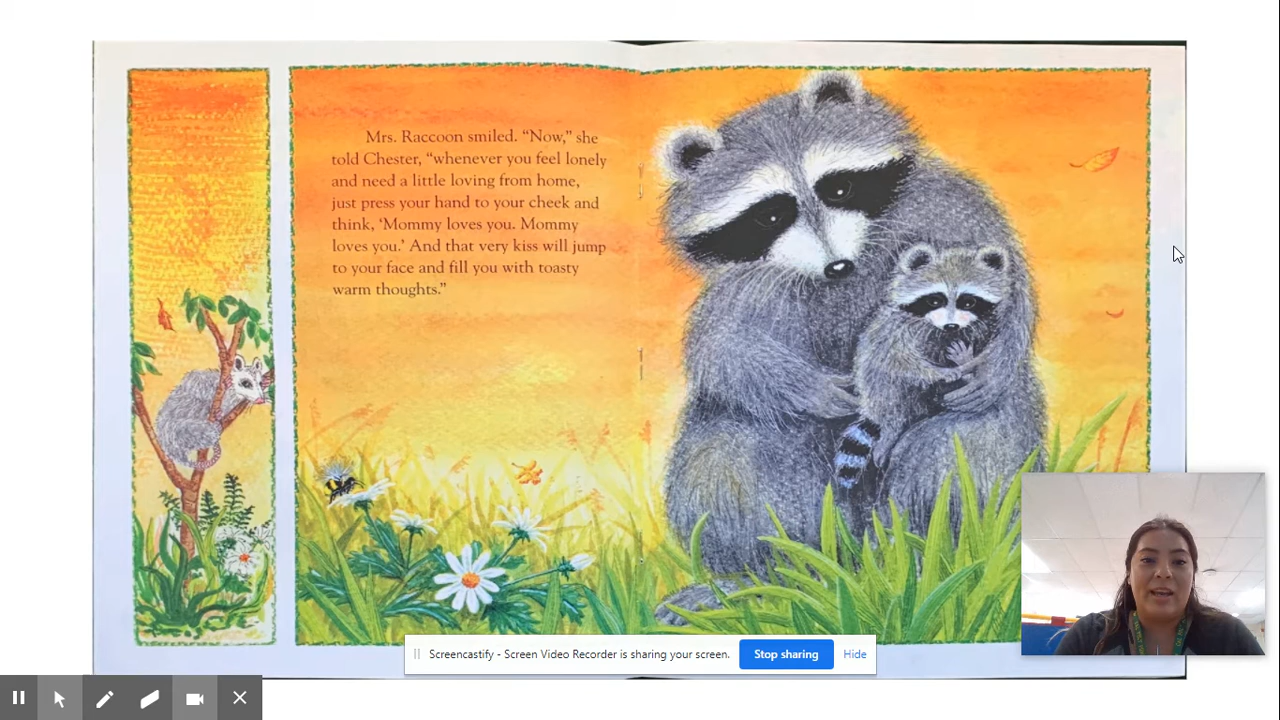 Mrs. Raccoon smiled. “Now,” she
told Chester, “whenever you feel lonely
and need a little loving from home,
just press your hand to your cheek and
think, ‘Mommy loves you. Mommy
loves you.’ And that very kiss will jump
to your face and fill you with toasty
warm thoughts.”
Screencastify - Screen Video Recorder is sharing your screen.
Stop sharing
Hide